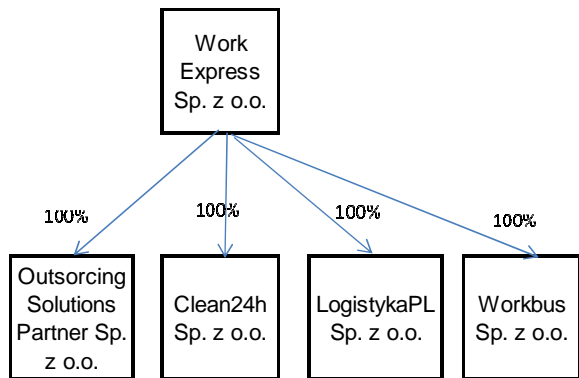 Work
Express
Sp. z o.o.
100%
100%
100%
100%
Outsorcing
Solutions
Partner Sp.
z o.o.
Clean24h
Sp. z o.o.
LogistykaPL
Sp. z o.o.
Workbus
Sp. z o.o.